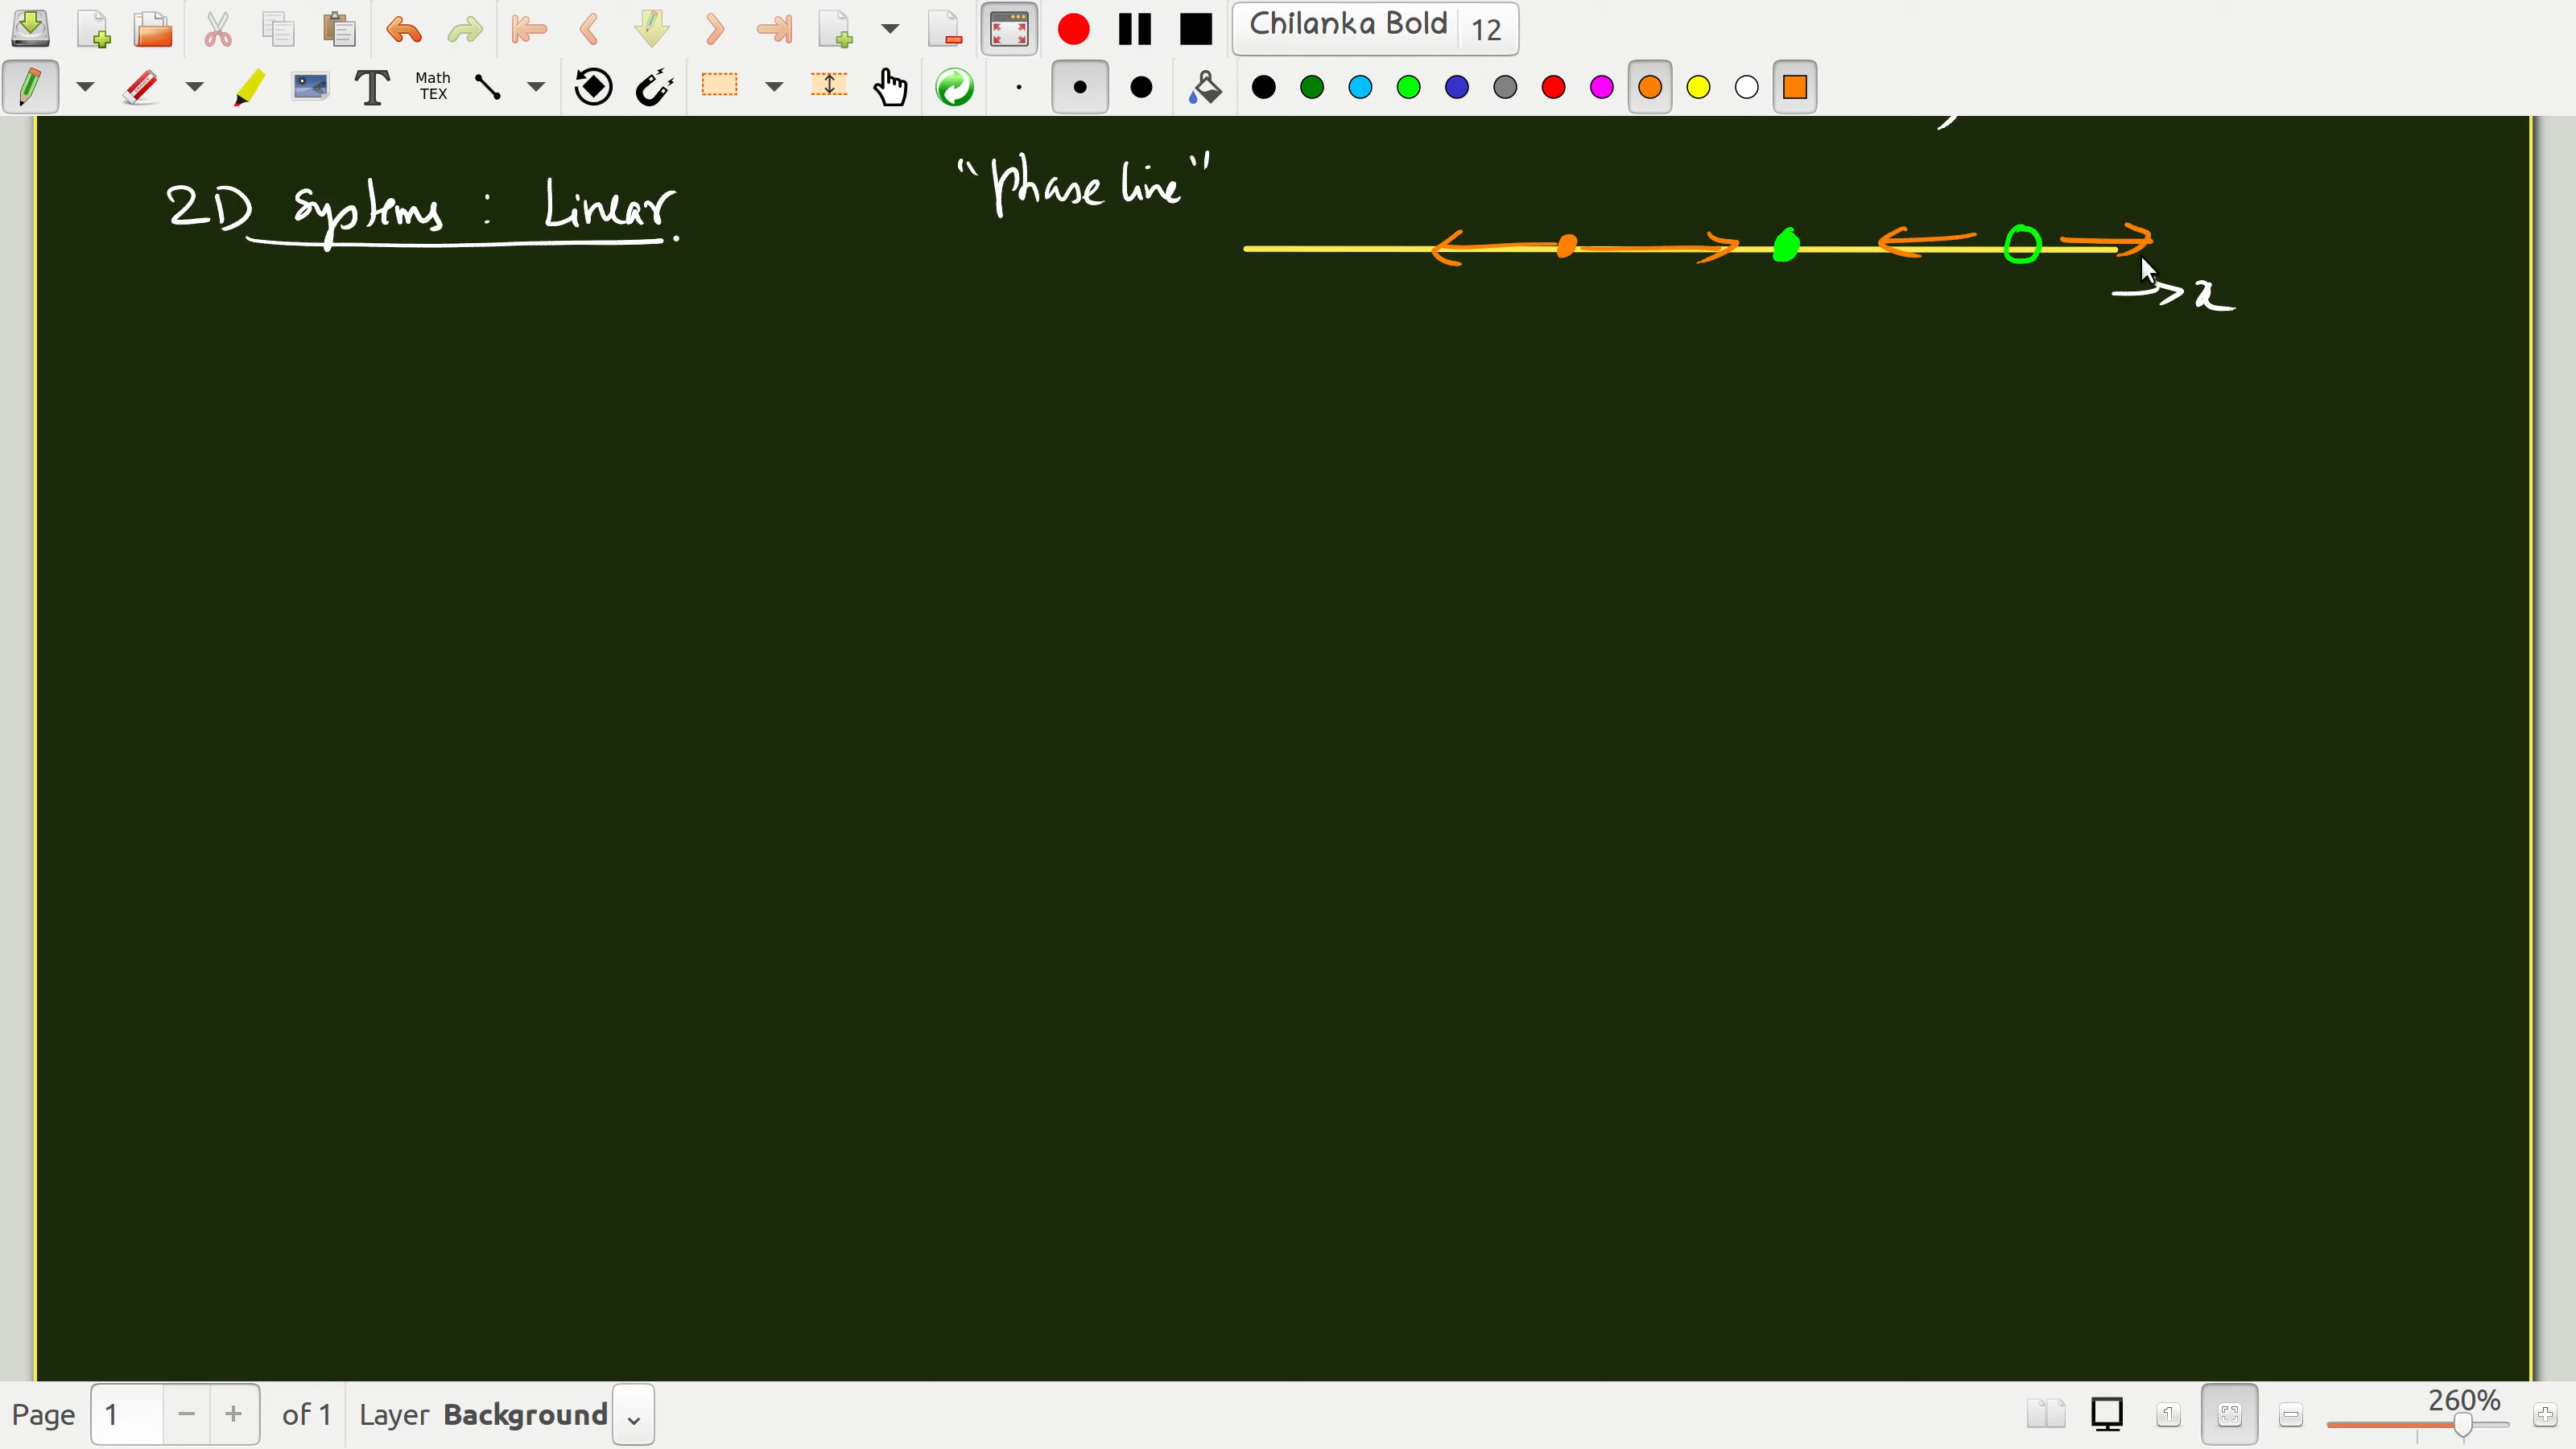 Chilanka Bold 12
Math
TEX
"phase line"
2D systems : Linear.
→ x
Page 1 of 1 Layer Background 260%